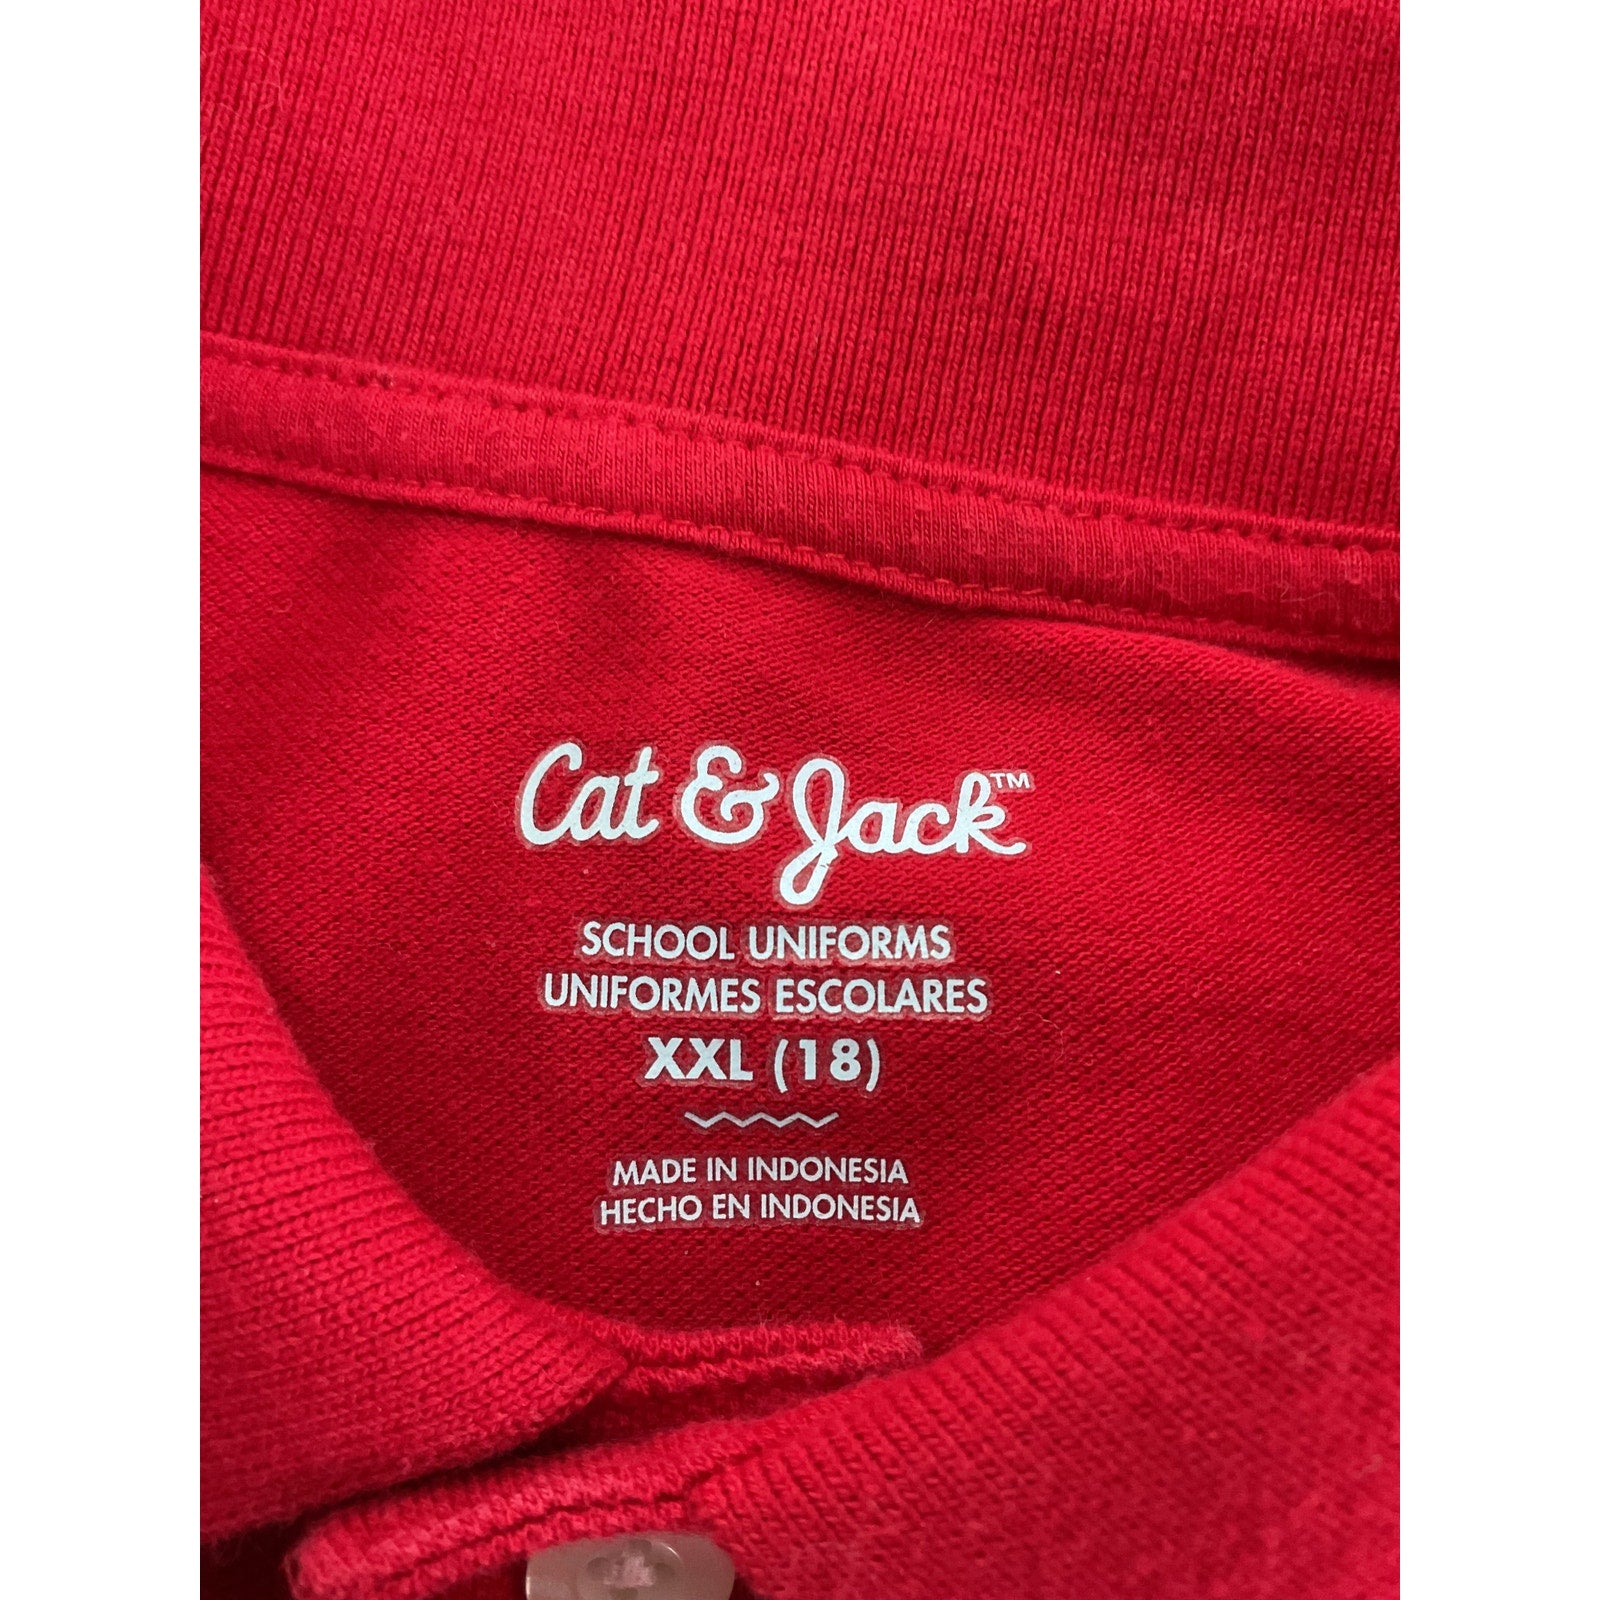 Cat & Jack™
SCHOOL UNIFORMS
UNIFORMES ESCOLARES
XXL (18)
MADE IN INDONESIA
HECHO EN INDONESIA